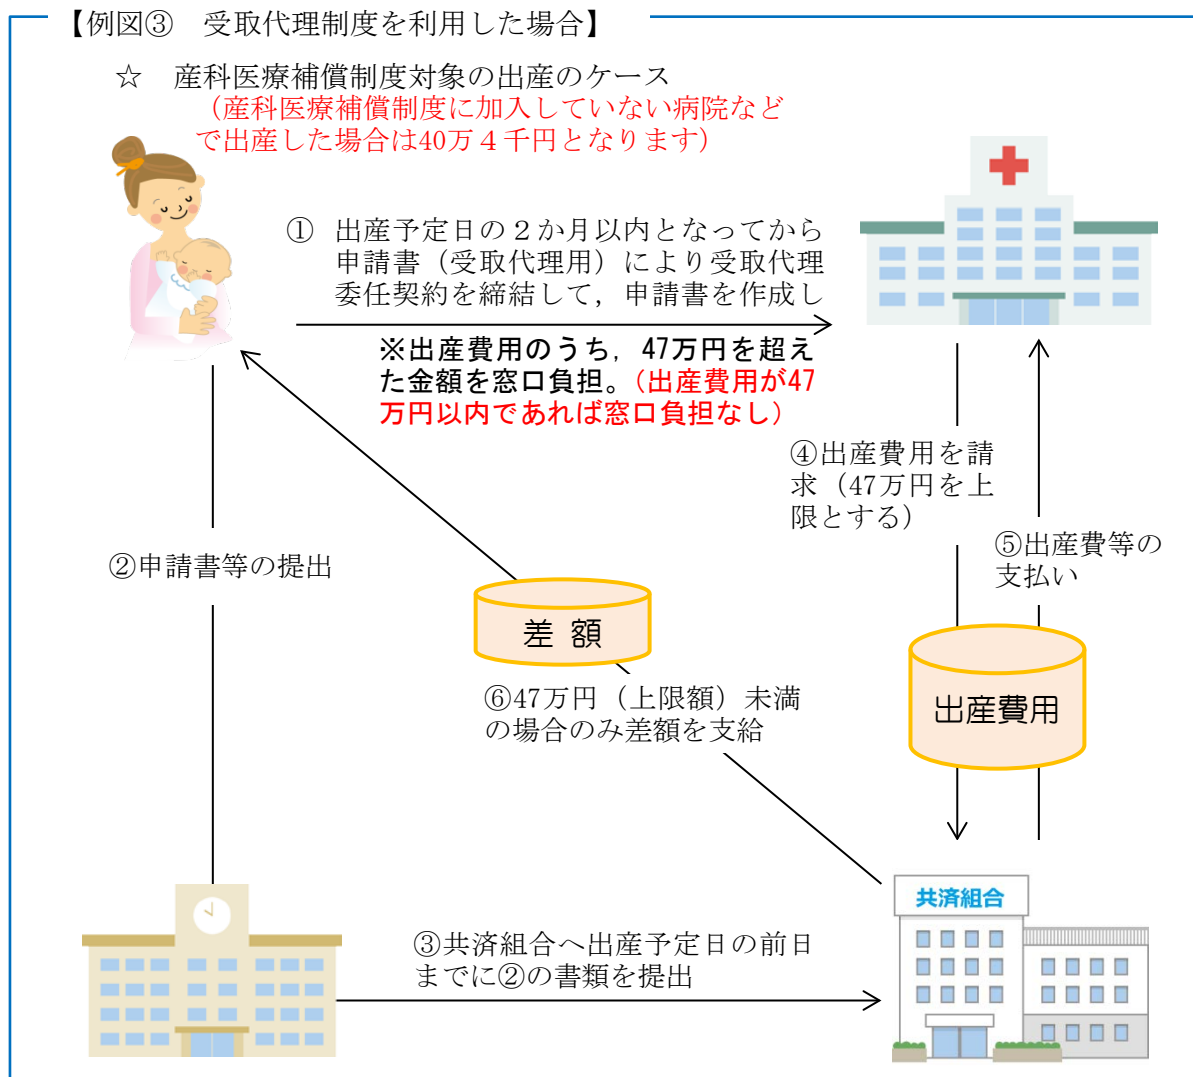 【例図③　受取代理制度を利用した場合】
☆　産科医療補償制度対象の出産のケース
（産科医療補償制度に加入していない病院など
で出産した場合は40万４千円となります）
①　出産予定日の２か月以内となってから
申請書（受取代理用）により受取代理
委任契約を締結して，申請書を作成し
※出産費用のうち，47万円を超え
た金額を窓口負担。（出産費用が47
万円以内であれば窓口負担なし）
④出産費用を請
求（47万円を上
限とする）
⑤出産費等の
支払い
②申請書等の提出
差 額
⑥47万円（上限額）未満
の場合のみ差額を支給
出産費用
共済組合
③共済組合へ出産予定日の前日
までに②の書類を提出